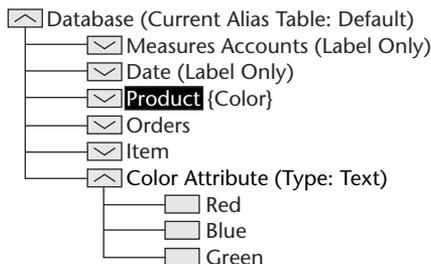 Database (Current Alias Table: Default)
Measures Accounts (Label Only)
Date (Label Only)
Product {Color}
Orders
Item
Color Attribute (Type: Text)
Red
Blue
Green